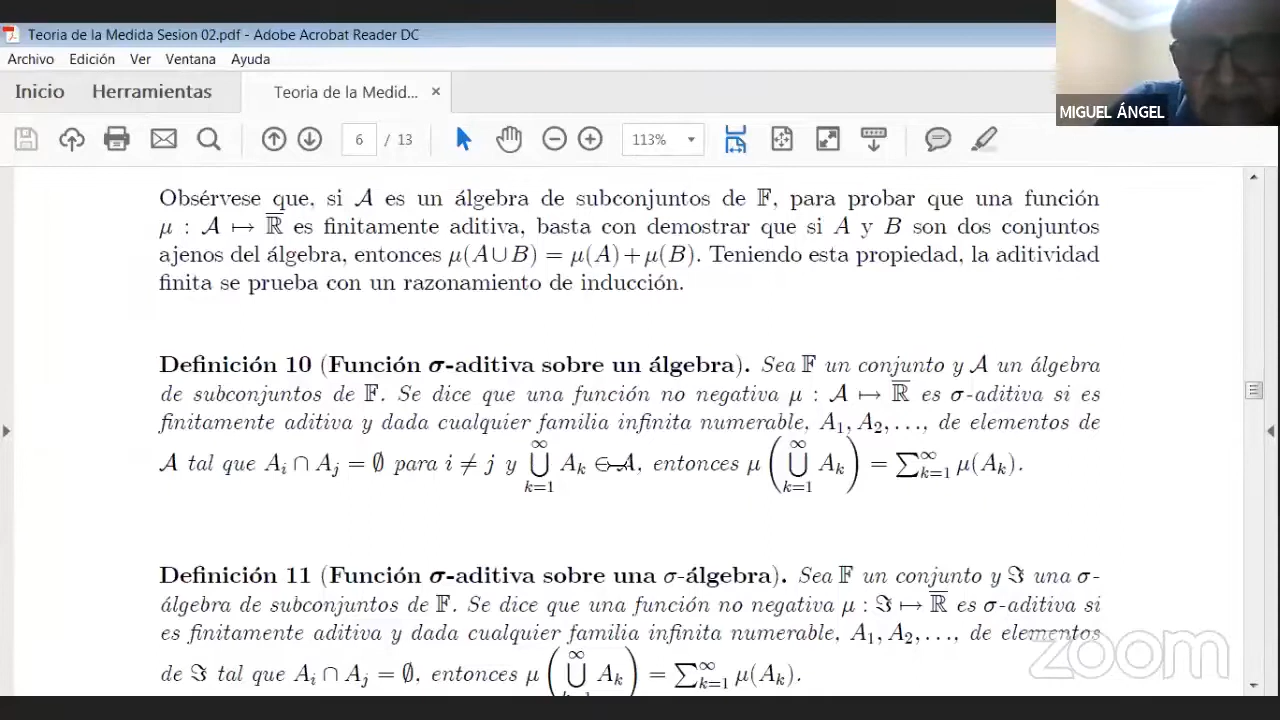 Teoria de la Medida Sesion 02.pdf - Adobe Acrobat Reader DC
Archivo Edición Ver Ventana Ayuda
Inicio Herramientas Teoria de la Medid... ×
6 / 13 113%
MIGUEL ÁNGEL
Obsérvese que, si 𝒜 es un álgebra de subconjuntos de 𝔽, para probar que una función
μ : 𝒜 ↦ ℝ̅ es finitamente aditiva, basta con demostrar que si A y B son dos conjuntos
ajenos del álgebra, entonces μ(A∪B) = μ(A)+μ(B). Teniendo esta propiedad, la aditividad
finita se prueba con un razonamiento de inducción.
Definición 10 (Función σ-aditiva sobre un álgebra). Sea 𝔽 un conjunto y 𝒜 un álgebra
de subconjuntos de 𝔽. Se dice que una función no negativa μ : 𝒜 ↦ ℝ̅ es σ-aditiva si es
finitamente aditiva y dada cualquier familia infinita numerable, A₁, A₂, . . . , de elementos de
𝒜 tal que Aᵢ ∩ Aⱼ = ∅ para i ≠ j y ⋃_{k=1}^{∞} Aₖ ∈ 𝒜, entonces μ(⋃_{k=1}^{∞} Aₖ) = ∑_{k=1}^{∞} μ(Aₖ).
Definición 11 (Función σ-aditiva sobre una σ-álgebra). Sea 𝔽 un conjunto y ℑ una σ-
álgebra de subconjuntos de 𝔽. Se dice que una función no negativa μ : ℑ ↦ ℝ̅ es σ-aditiva si
es finitamente aditiva y dada cualquier familia infinita numerable, A₁, A₂, . . . , de elementos
de ℑ tal que Aᵢ ∩ Aⱼ = ∅, entonces μ(⋃_{k=1}^{∞} Aₖ) = ∑_{k=1}^{∞} μ(Aₖ).
zoom